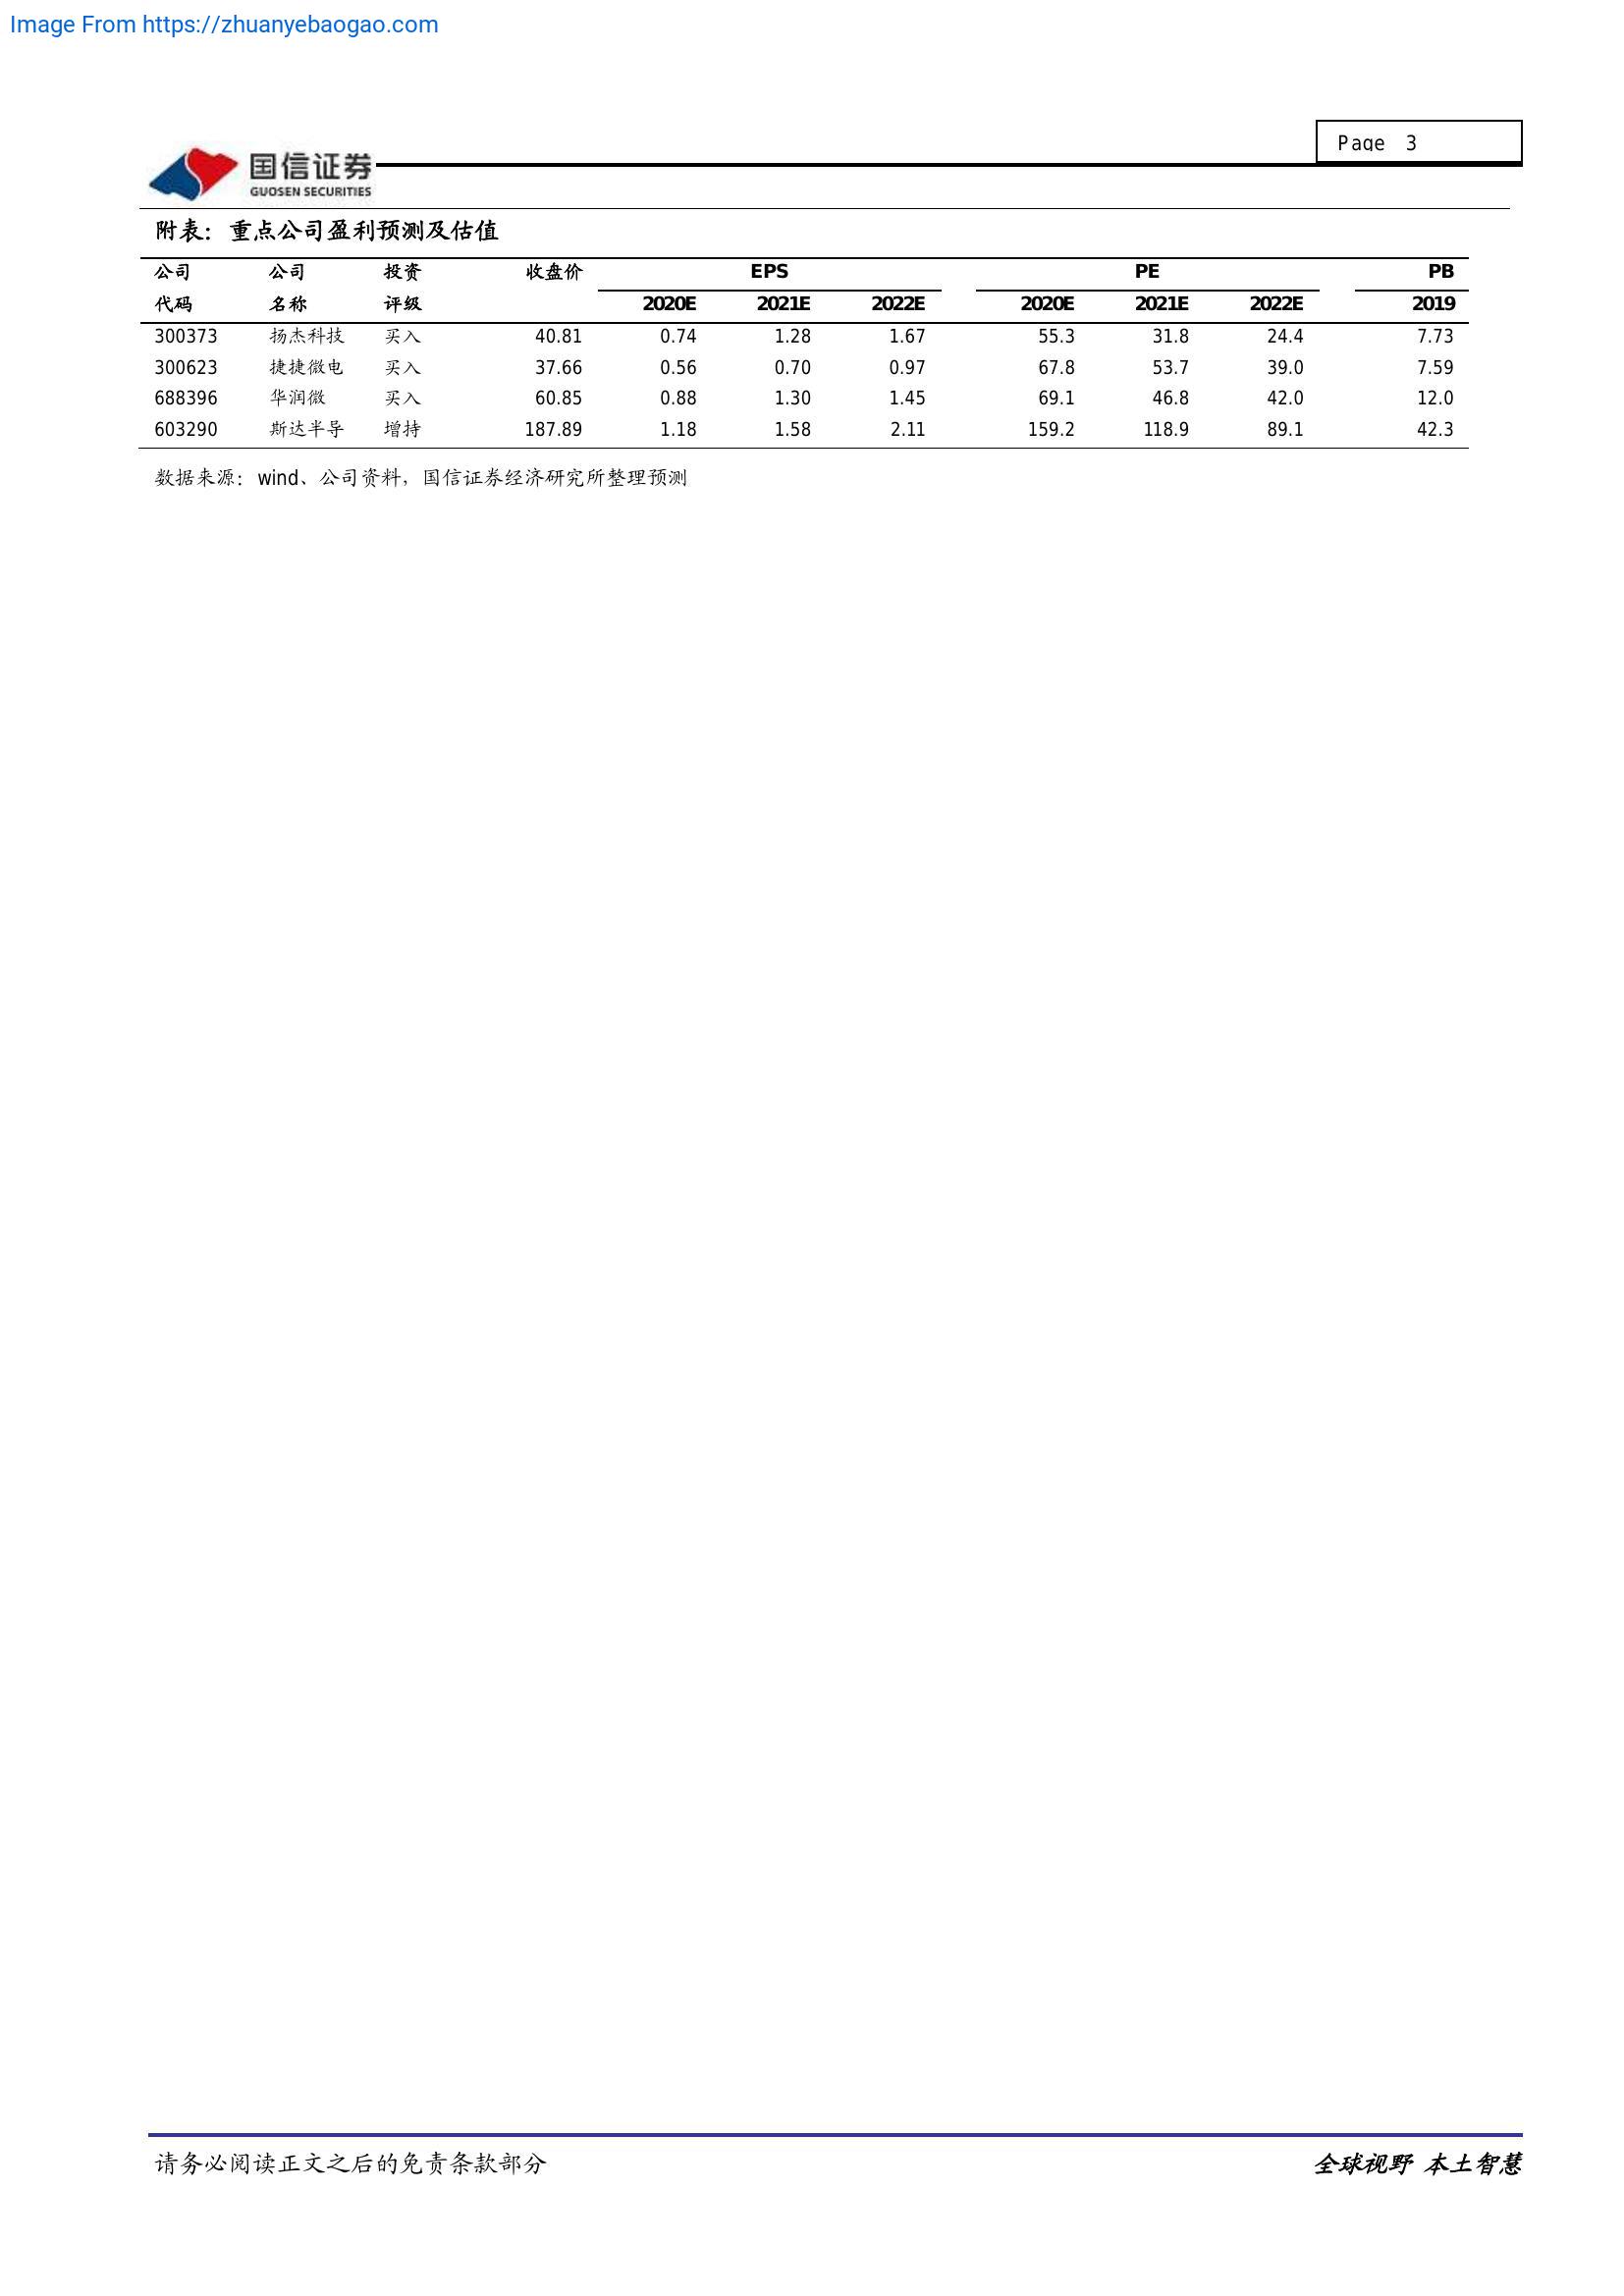 Image From https://zhuanyebaogao.com
Page 3
国信证券
GUOSEN SECURITIES
附表：重点公司盈利预测及估值
公司 公司 投资 收盘价 EPS PE PB
代码 名称 评级 2020E 2021E 2022E 2020E 2021E 2022E 2019
300373 扬杰科技 买入 40.81 0.74 1.28 1.67 55.3 31.8 24.4 7.73
300623 捷捷微电 买入 37.66 0.56 0.70 0.97 67.8 53.7 39.0 7.59
688396 华润微 买入 60.85 0.88 1.30 1.45 69.1 46.8 42.0 12.0
603290 斯达半导 增持 187.89 1.18 1.58 2.11 159.2 118.9 89.1 42.3
数据来源：wind、公司资料，国信证券经济研究所整理预测
请务必阅读正文之后的免责条款部分 全球视野 本土智慧